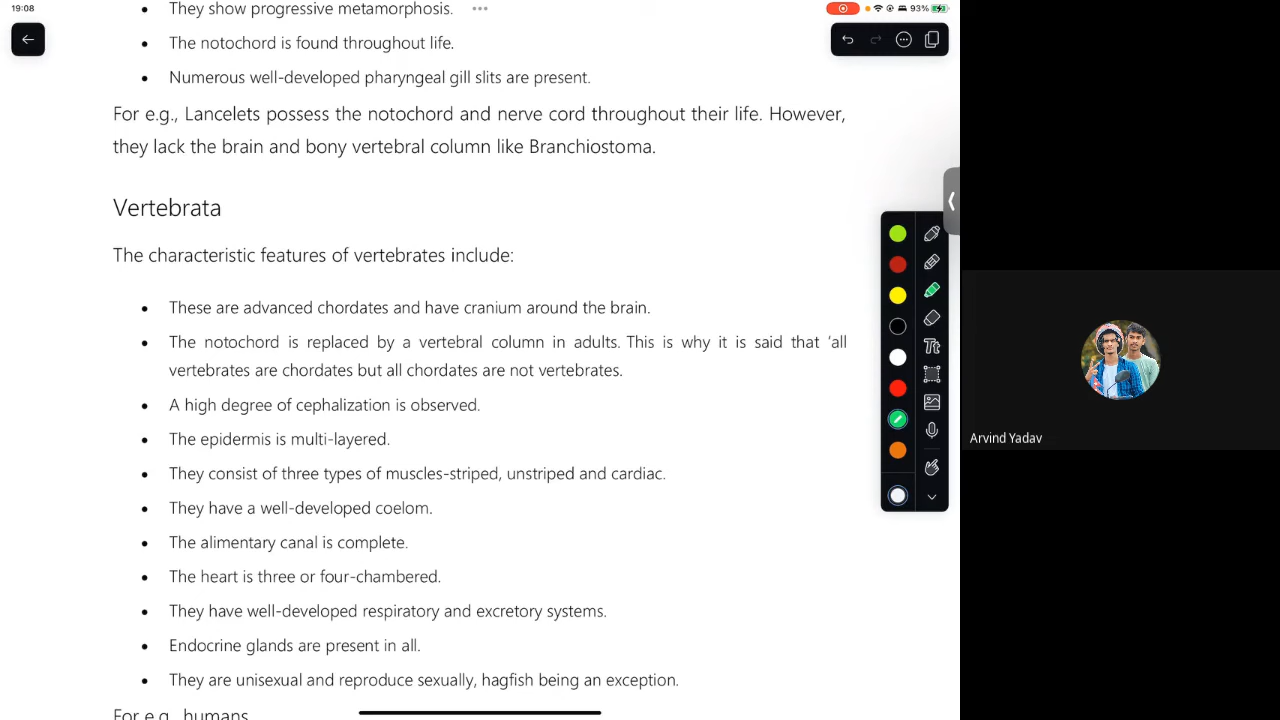 19:08
93%
They show progressive metamorphosis.
The notochord is found throughout life.
Numerous well-developed pharyngeal gill slits are present.
For e.g., Lancelets possess the notochord and nerve cord throughout their life. However,
they lack the brain and bony vertebral column like Branchiostoma.
Vertebrata
The characteristic features of vertebrates include:
These are advanced chordates and have cranium around the brain.
The notochord is replaced by a vertebral column in adults. This is why it is said that ‘all
vertebrates are chordates but all chordates are not vertebrates.
A high degree of cephalization is observed.
The epidermis is multi-layered.
They consist of three types of muscles-striped, unstriped and cardiac.
They have a well-developed coelom.
The alimentary canal is complete.
The heart is three or four-chambered.
They have well-developed respiratory and excretory systems.
Endocrine glands are present in all.
They are unisexual and reproduce sexually, hagfish being an exception.
For e.g., humans
Tt
Arvind Yadav